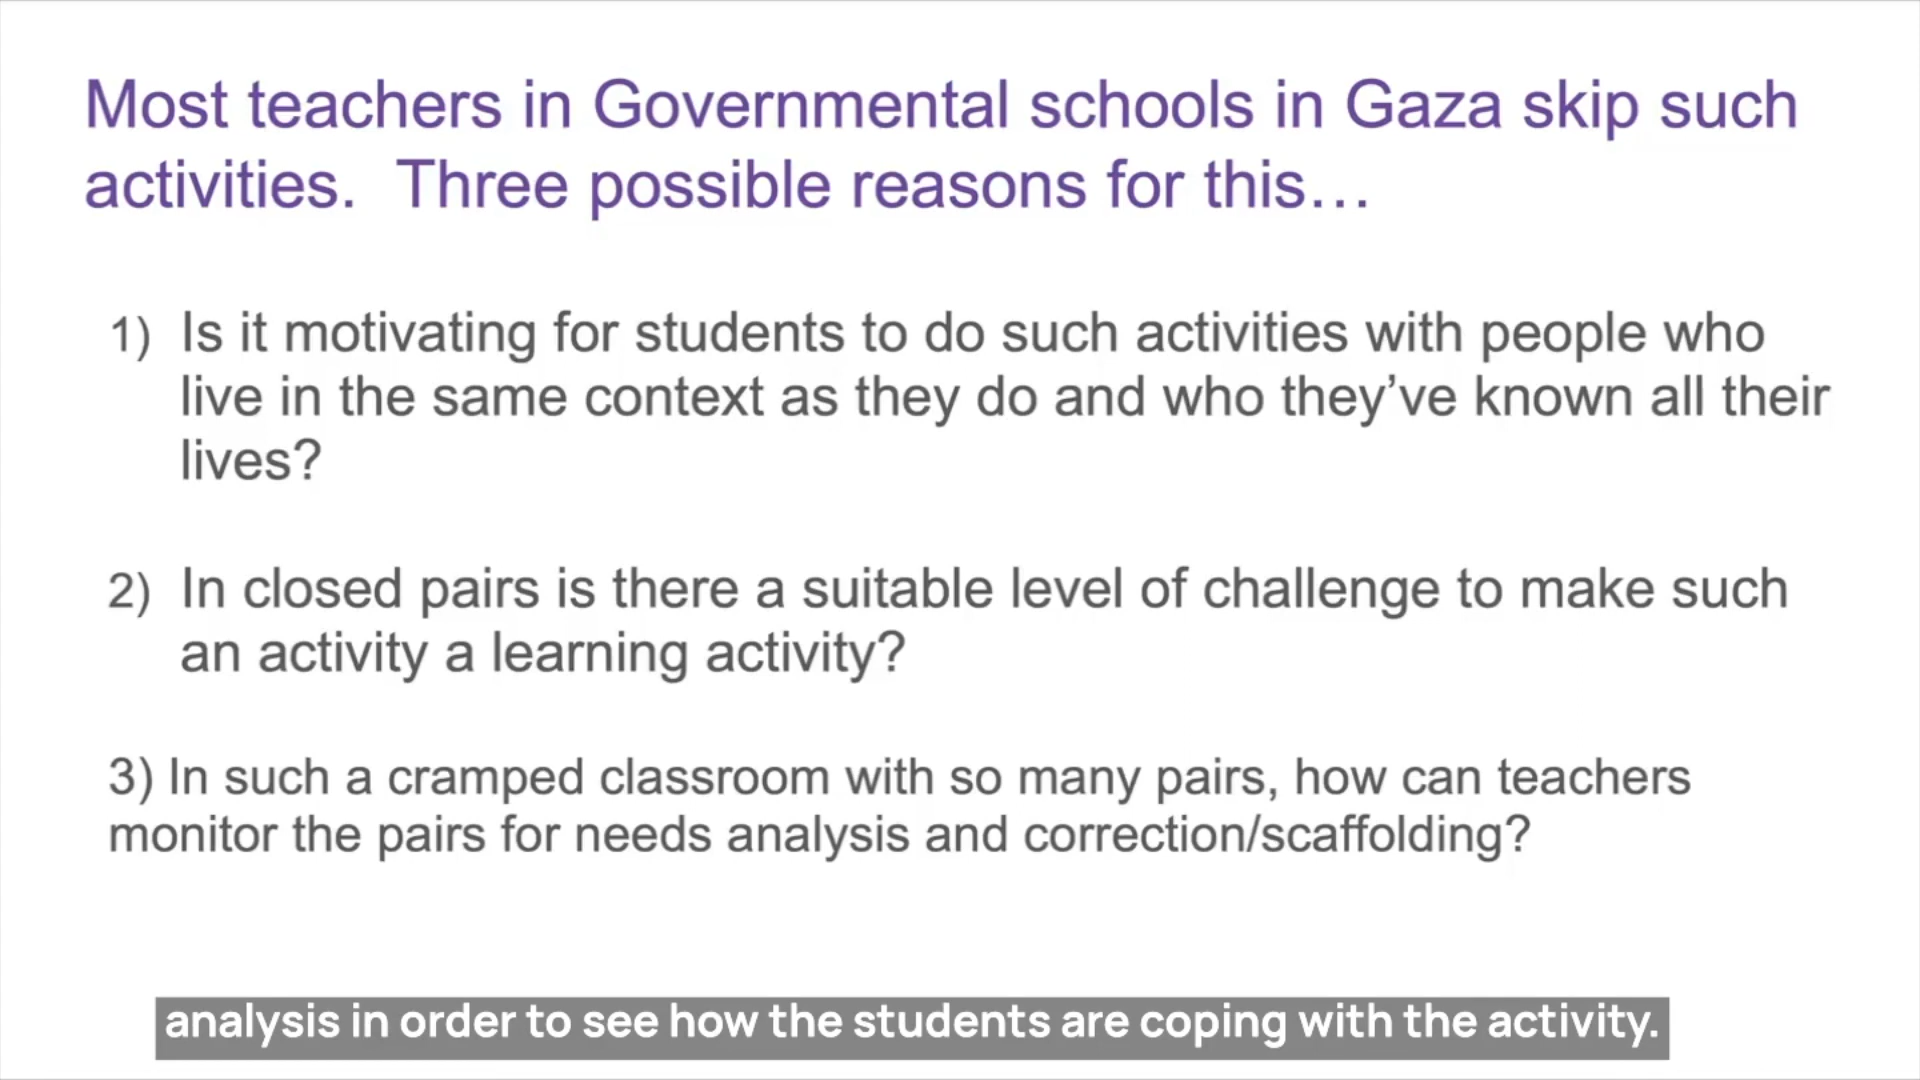 Most teachers in Governmental schools in Gaza skip such
activities.  Three possible reasons for this…
1) Is it motivating for students to do such activities with people who
live in the same context as they do and who they’ve known all their
lives?
2) In closed pairs is there a suitable level of challenge to make such
an activity a learning activity?
3) In such a cramped classroom with so many pairs, how can teachers
monitor the pairs for needs analysis and correction/scaffolding?
analysis in order to see how the students are coping with the activity.